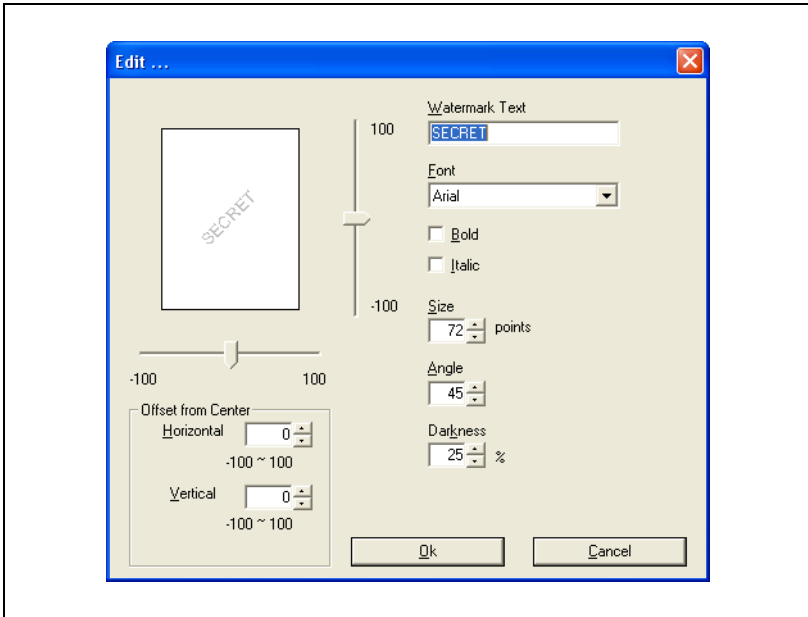 Edit ...
SECRET
100
-100
-100 100
Offset from Center
Horizontal 0
-100 ~ 100
Vertical 0
-100 ~ 100
Watermark Text
SECRET
Font
Arial
Bold
Italic
Size
72 points
Angle
45
Darkness
25 %
Ok
Cancel